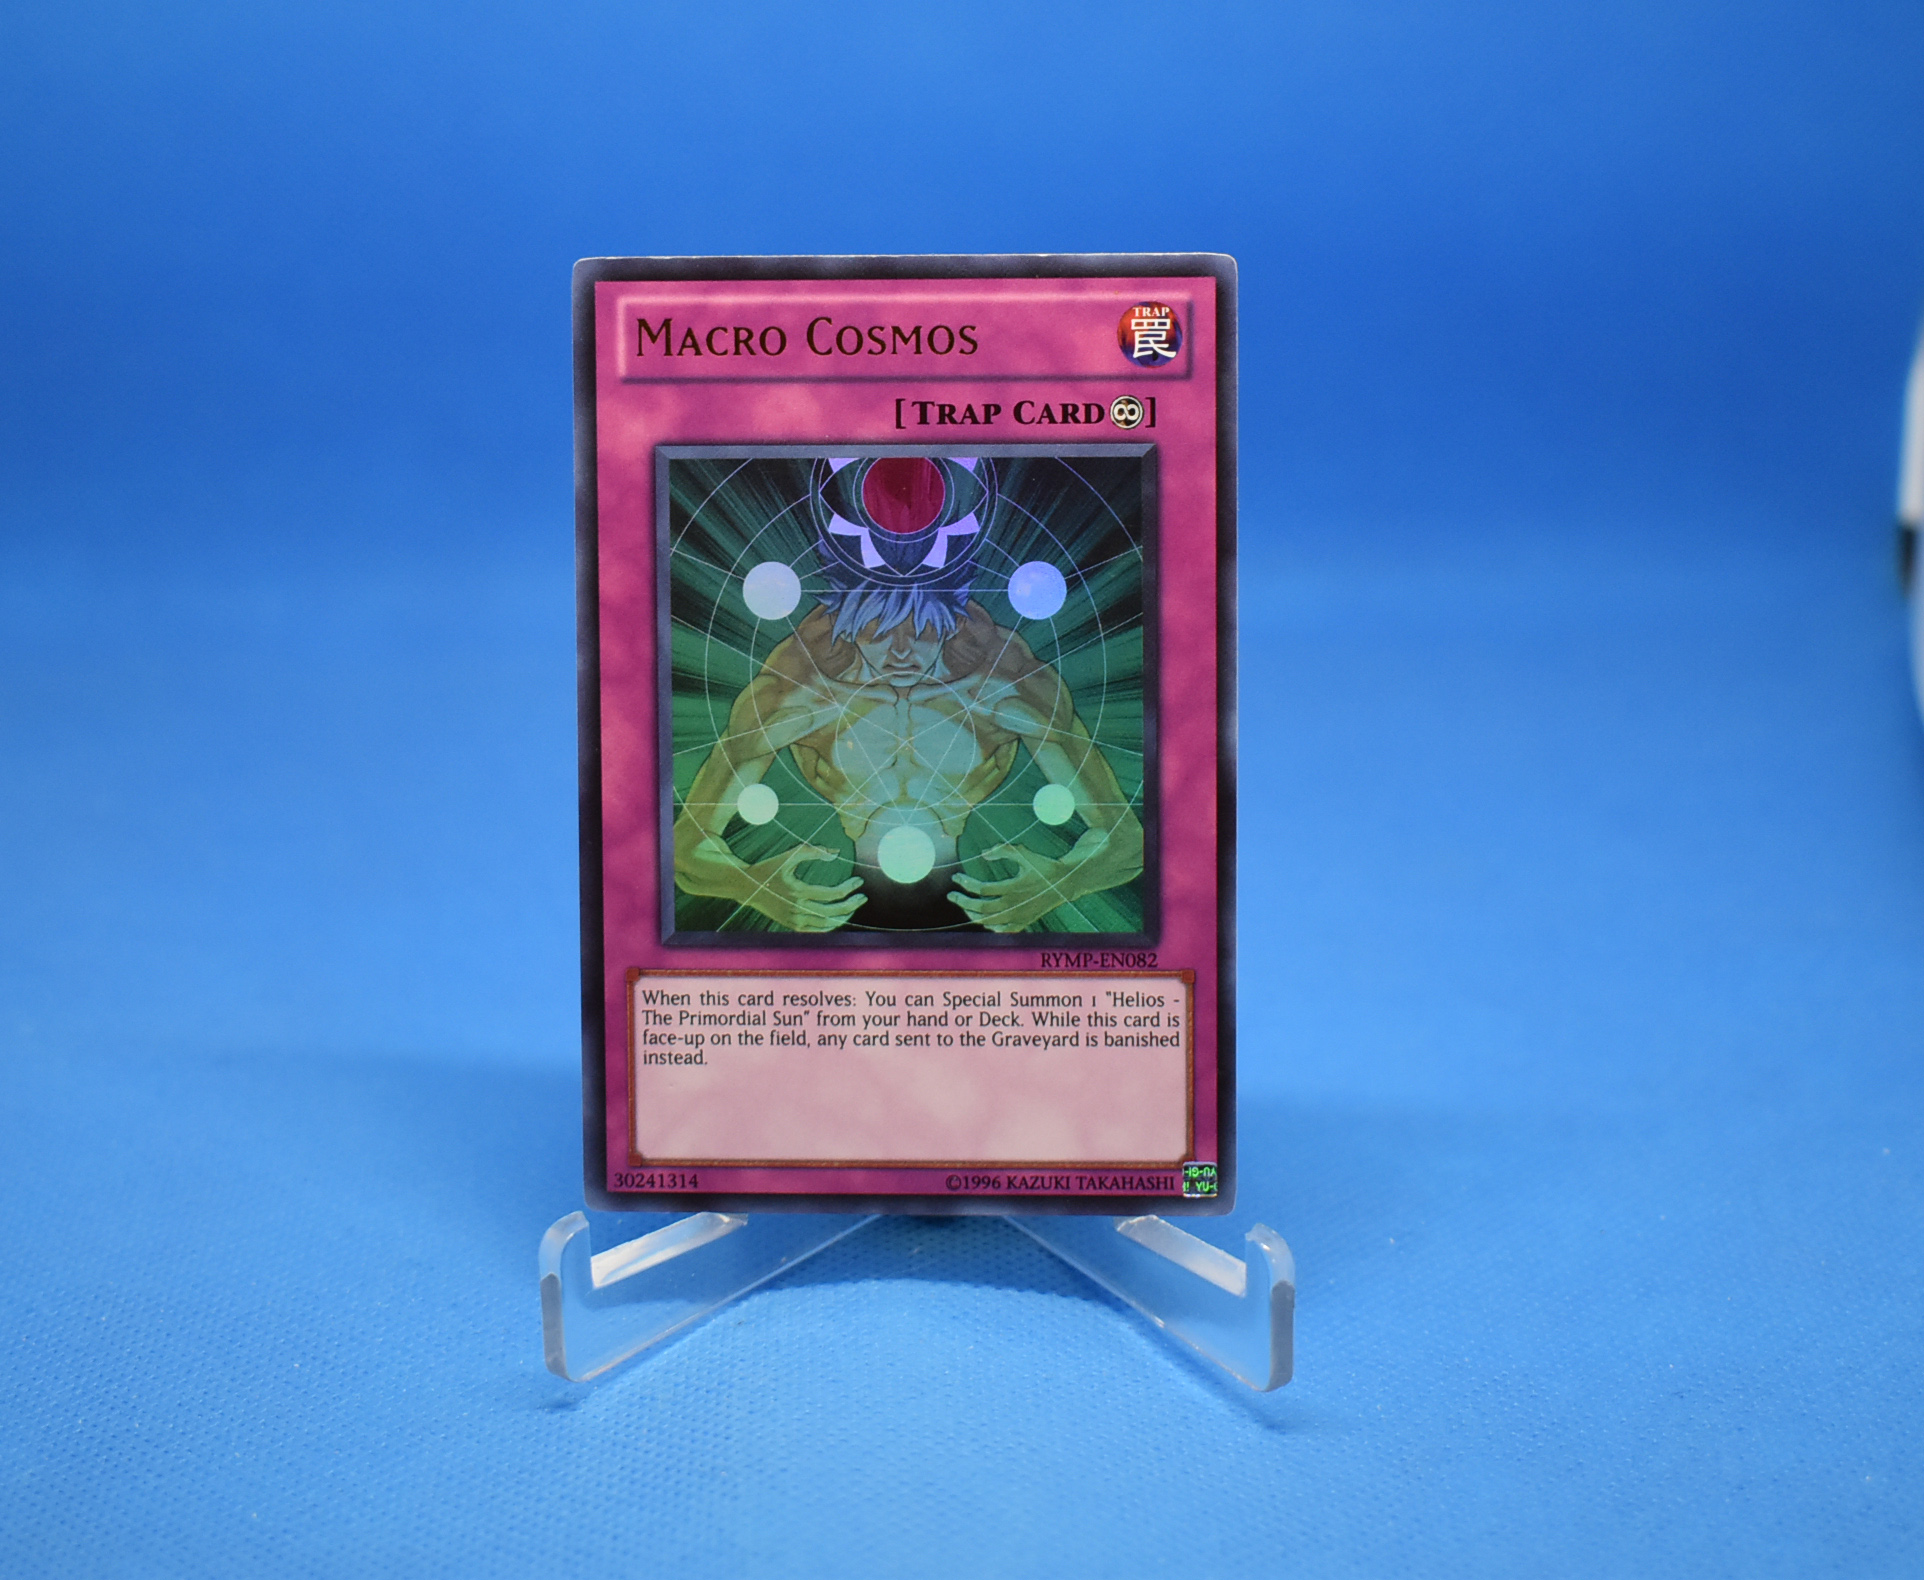 Macro Cosmos
TRAP
罠
[Trap Card]
RYMP-EN082
When this card resolves: You can Special Summon 1 "Helios -
The Primordial Sun" from your hand or Deck. While this card is
face-up on the field, any card sent to the Graveyard is banished
instead.
30241314
©1996 KAZUKI TAKAHASHI